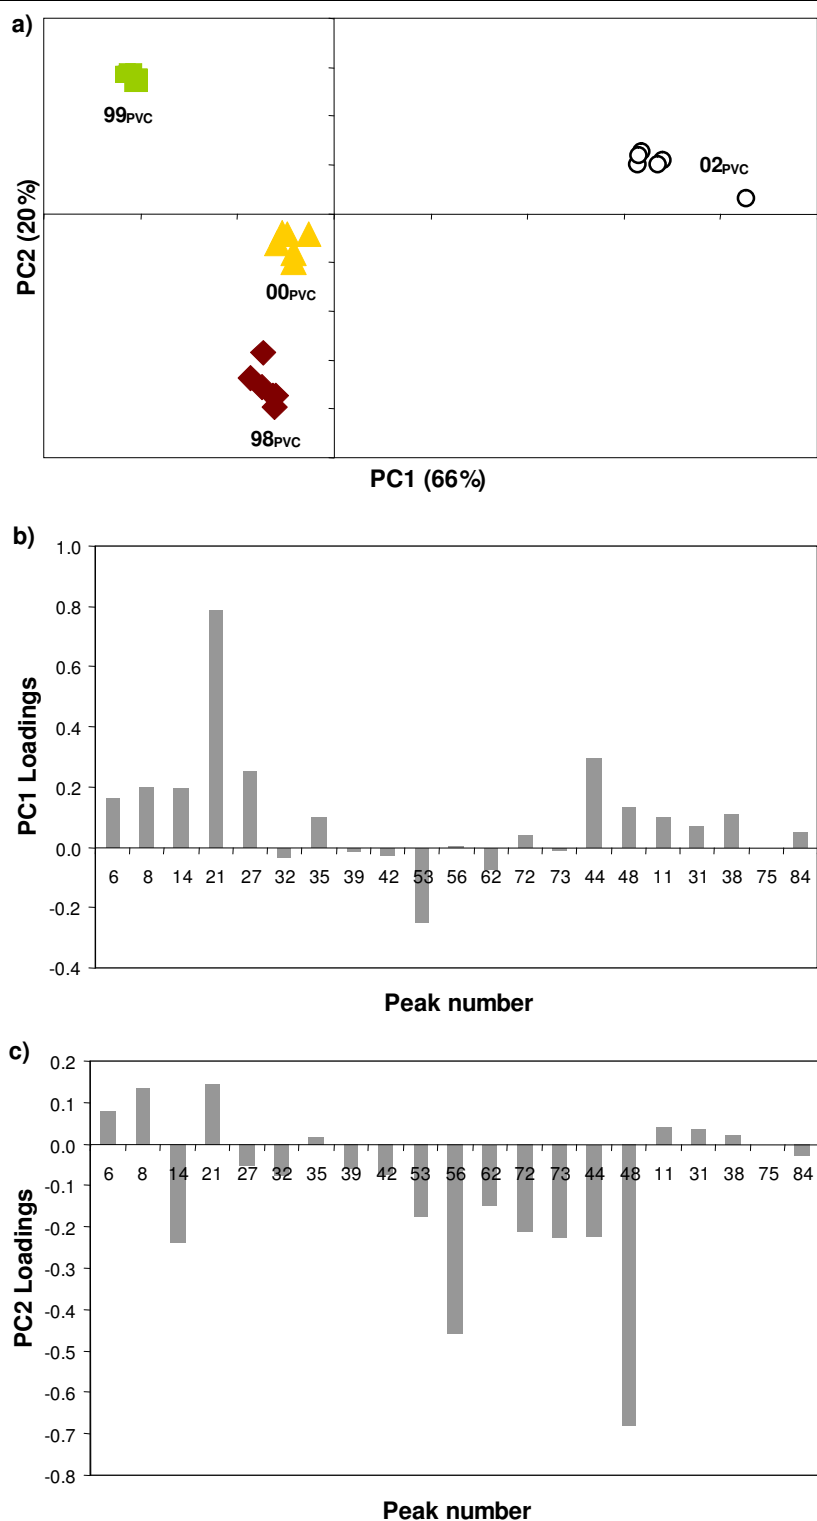 a)
99PVC
02PVC
00PVC
98PVC
PC2 (20%)
PC1 (66%)
b)
1.0
0.8
0.6
0.4
0.2
0.0
-0.2
-0.4
PC1 Loadings
6 8 14 21 27 32 35 39 42 53 56 62 72 73 44 48 11 31 38 75 84
Peak number
c)
0.2
0.1
0.0
-0.1
-0.2
-0.3
-0.4
-0.5
-0.6
-0.7
-0.8
PC2 Loadings
6 8 14 21 27 32 35 39 42 53 56 62 72 73 44 48 11 31 38 75 84
Peak number